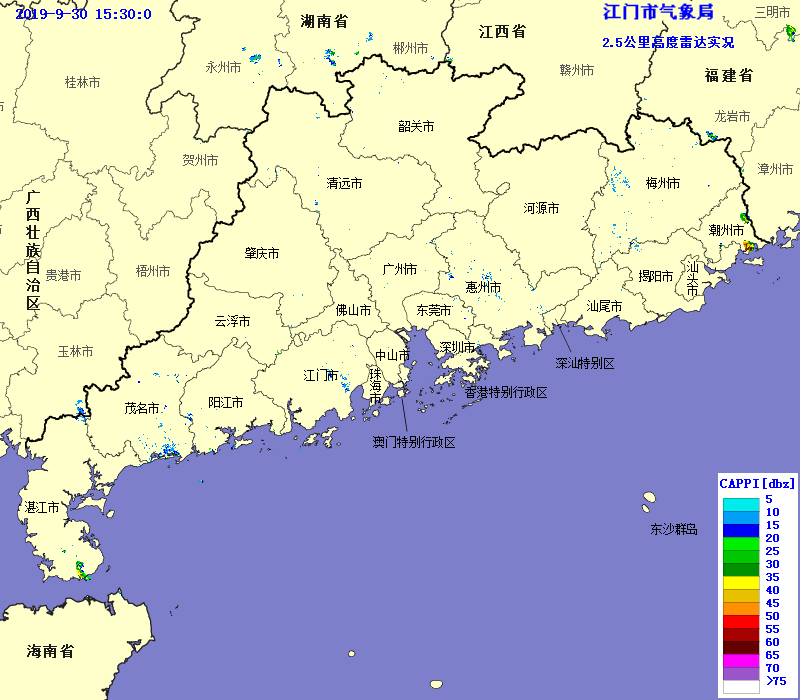 2019-9-30 15:30:0
江门市气象局
2.5公里高度雷达实况
三明市
湖南省
江西省
郴州市
永州市
赣州市
福建省
桂林市
龙岩市
韶关市
贺州市
漳州市
清远市
梅州市
河源市
广西壮族自治区
潮州市
肇庆市
广州市
梧州市
贵港市
揭阳市
汕头市
惠州市
佛山市
东莞市
汕尾市
云浮市
深圳市
玉林市
中山市
深汕特别区
江门市
珠海市
香港特别行政区
阳江市
茂名市
澳门特别行政区
湛江市
东沙群岛
海南省
CAPPI[dbz]
5
10
15
20
25
30
35
40
45
50
55
60
65
70
>75